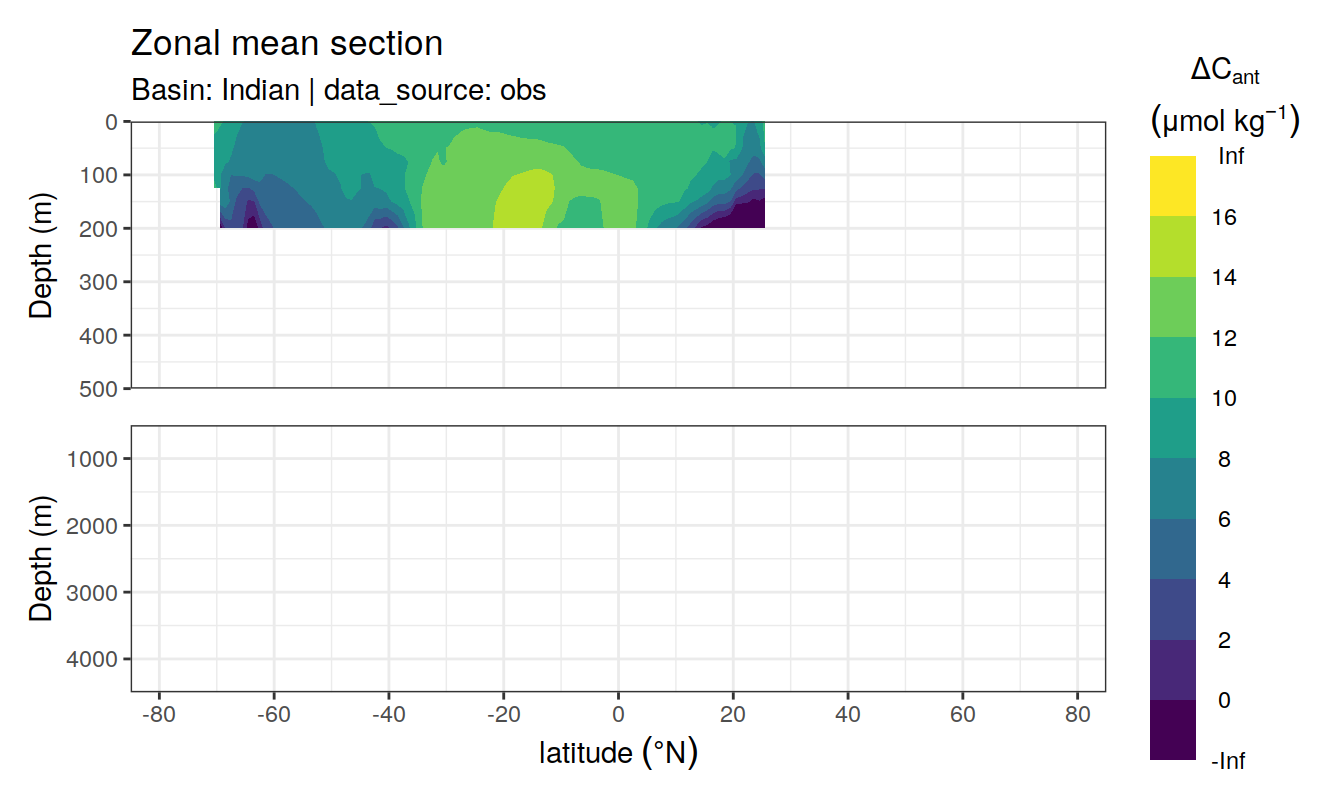 Zonal mean section
Basin: Indian | data_source: obs
ΔCant
(μmol kg−1)
Inf
16
14
12
10
8
6
4
2
0
-Inf
Depth (m)
0
100
200
300
400
500
Depth (m)
1000
2000
3000
4000
-80 -60 -40 -20 0 20 40 60 80
latitude (°N)